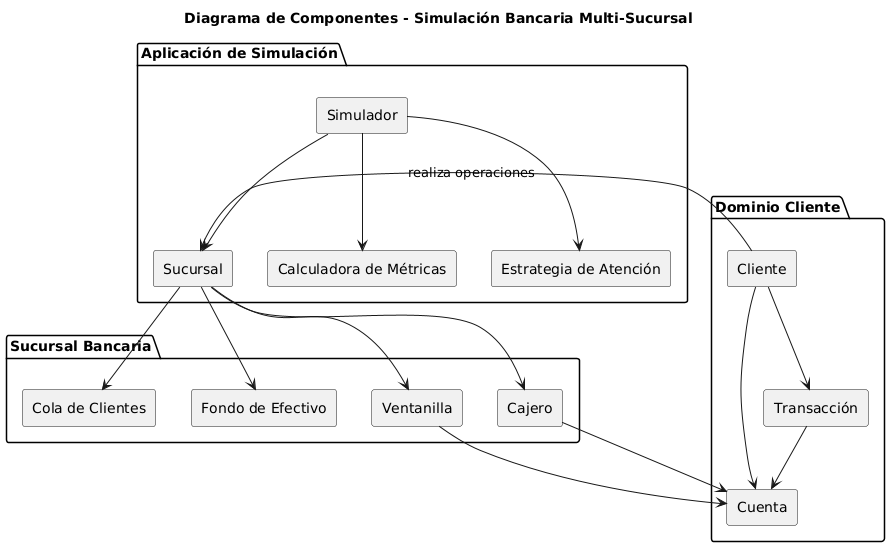 Diagrama de Componentes - Simulación Bancaria Multi-Sucursal
Aplicación de Simulación
Simulador
realiza operaciones
Dominio Cliente
Sucursal
Calculadora de Métricas
Estrategia de Atención
Cliente
Sucursal Bancaria
Cola de Clientes
Fondo de Efectivo
Ventanilla
Cajero
Transacción
Cuenta